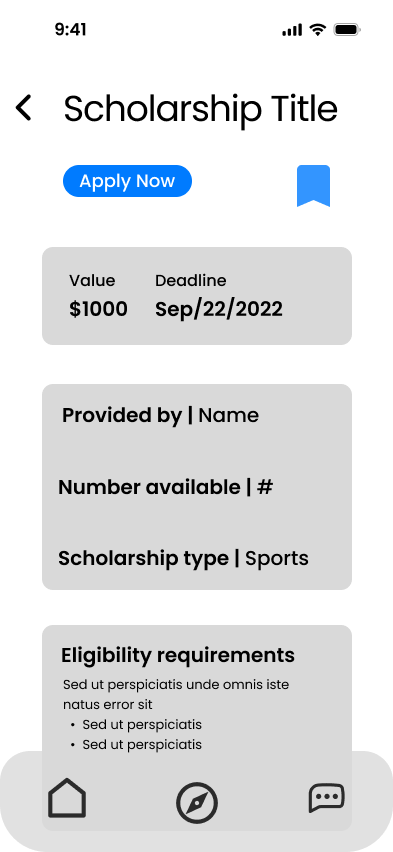 9:41
Scholarship Title
Apply Now
Value Deadline
$1000 Sep/22/2022
Provided by | Name
Number available | #
Scholarship type | Sports
Eligibility requirements
Sed ut perspiciatis unde omnis iste
natus error sit
• Sed ut perspiciatis
• Sed ut perspiciatis